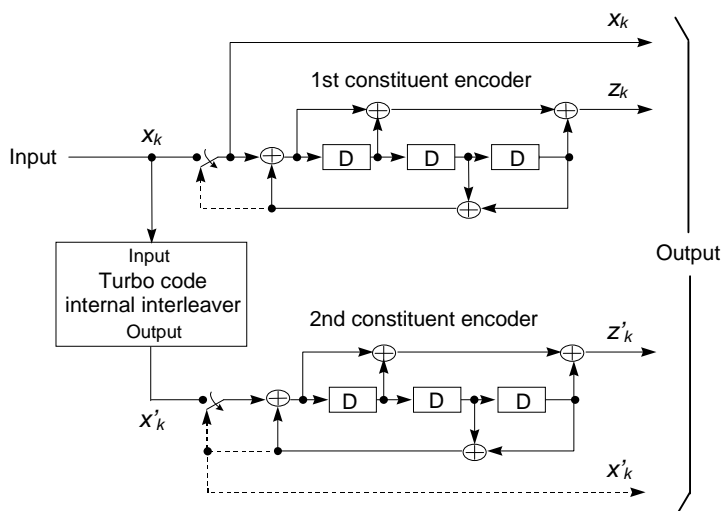 x_k
1st constituent encoder
z_k
x_k
Input
D
D
D
Input
Turbo code
internal interleaver
Output
Output
2nd constituent encoder
z'_k
D
D
D
x'_k
x'_k